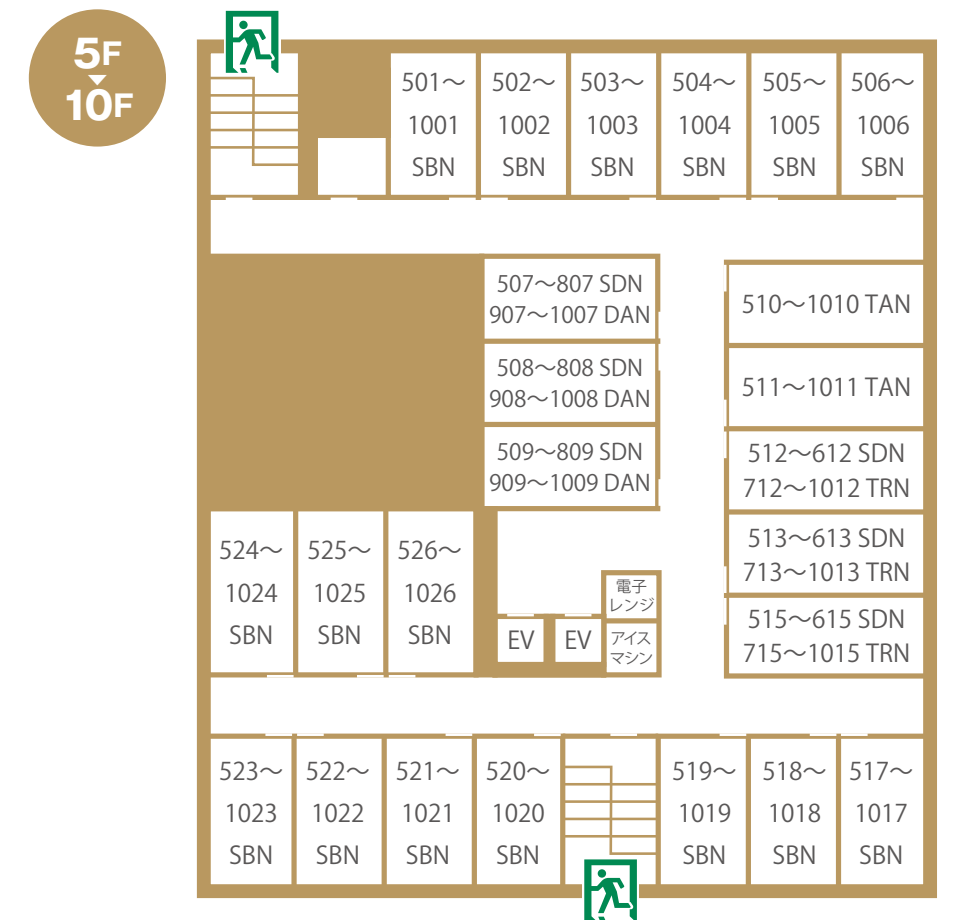 5F
10F
501～
1001
SBN
502～
1002
SBN
503～
1003
SBN
504～
1004
SBN
505～
1005
SBN
506～
1006
SBN
507～807 SDN
907～1007 DAN
508～808 SDN
908～1008 DAN
509～809 SDN
909～1009 DAN
510～1010 TAN
511～1011 TAN
512～612 SDN
712～1012 TRN
513～613 SDN
713～1013 TRN
515～615 SDN
715～1015 TRN
524～
1024
SBN
525～
1025
SBN
526～
1026
SBN
電子
レンジ
EV
EV
アイス
マシン
523～
1023
SBN
522～
1022
SBN
521～
1021
SBN
520～
1020
SBN
519～
1019
SBN
518～
1018
SBN
517～
1017
SBN